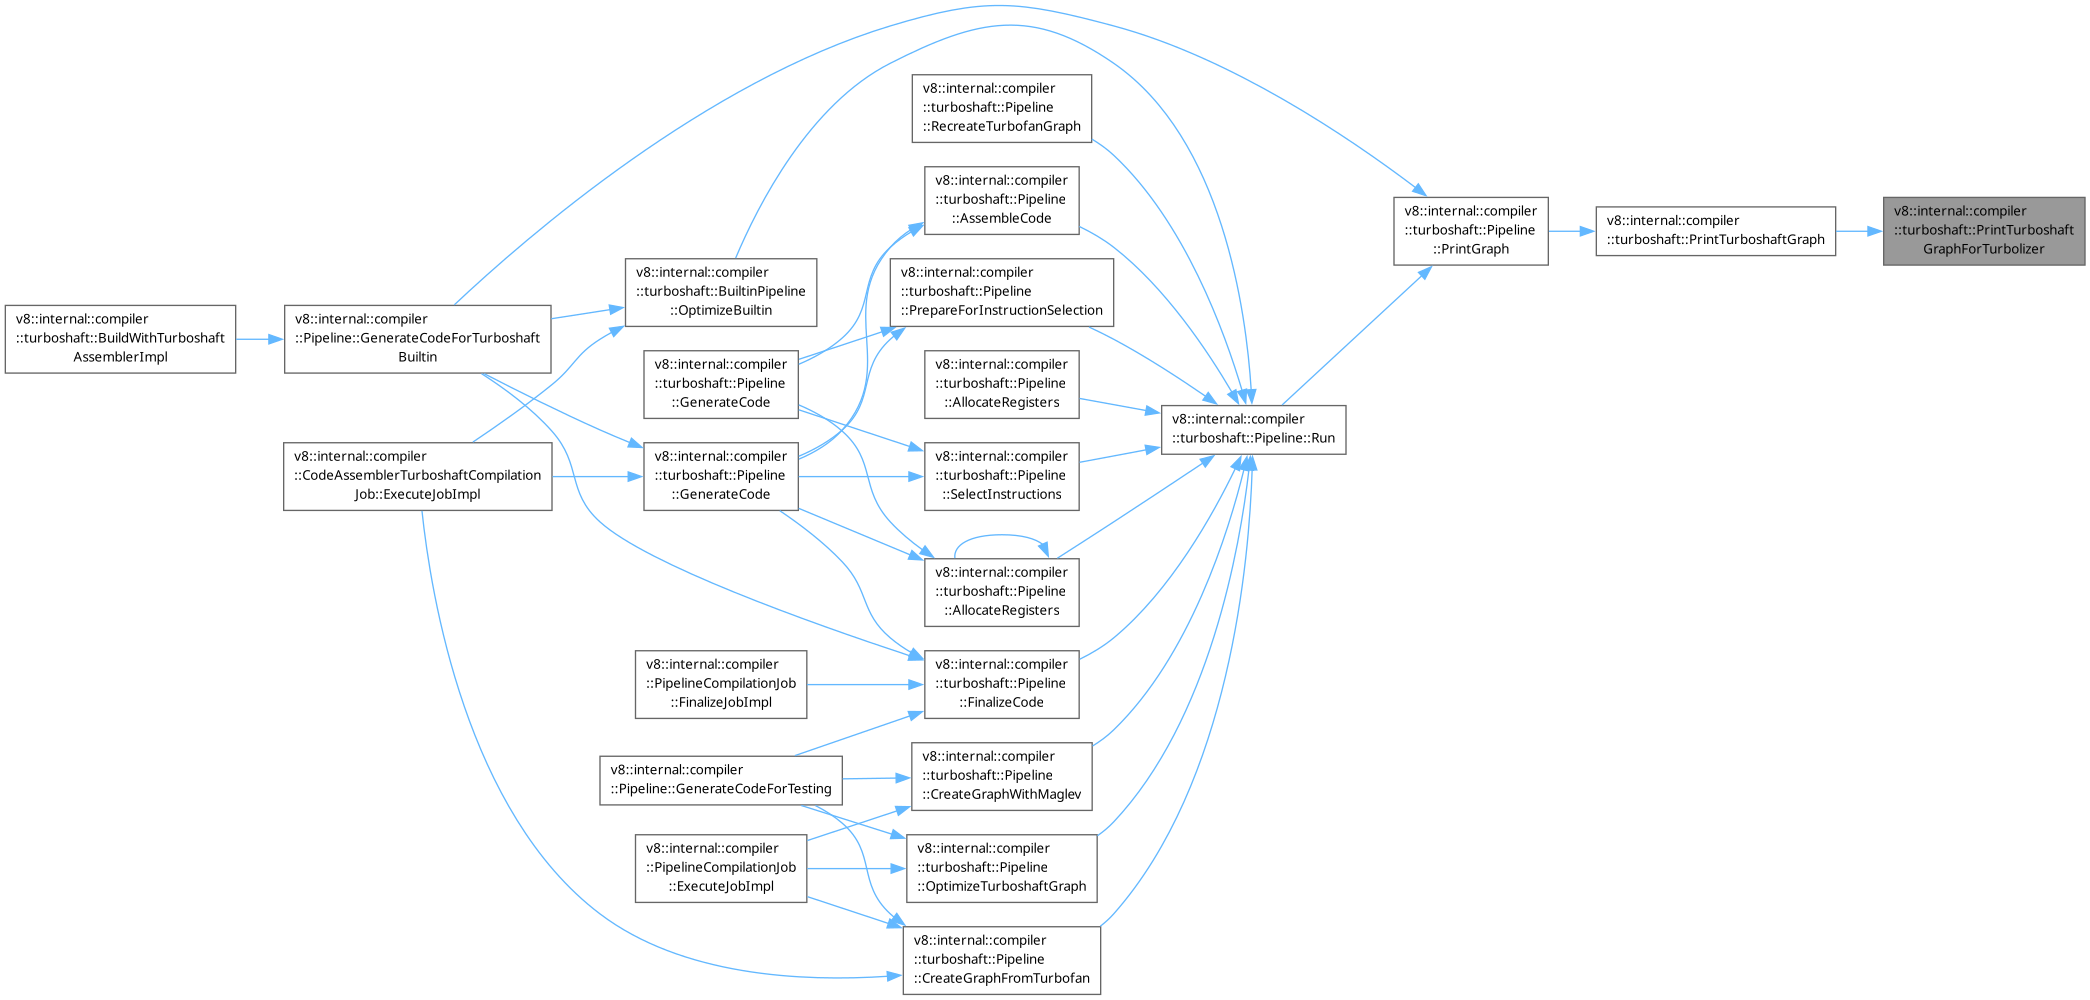 v8::internal::compiler
::turboshaft::Pipeline
::RecreateTurbofanGraph
v8::internal::compiler
::turboshaft::Pipeline
::AssembleCode
v8::internal::compiler
::turboshaft::Pipeline
::PrintGraph
v8::internal::compiler
::turboshaft::PrintTurboshaftGraph
v8::internal::compiler
::turboshaft::PrintTurboshaft
GraphForTurbolizer
v8::internal::compiler
::turboshaft::BuiltinPipeline
::OptimizeBuiltin
v8::internal::compiler
::turboshaft::Pipeline
::PrepareForInstructionSelection
v8::internal::compiler
::turboshaft::BuildWithTurboshaft
AssemblerImpl
v8::internal::compiler
::Pipeline::GenerateCodeForTurboshaft
Builtin
v8::internal::compiler
::turboshaft::Pipeline
::GenerateCode
v8::internal::compiler
::turboshaft::Pipeline
::AllocateRegisters
v8::internal::compiler
::turboshaft::Pipeline::Run
v8::internal::compiler
::CodeAssemblerTurboshaftCompilation
Job::ExecuteJobImpl
v8::internal::compiler
::turboshaft::Pipeline
::GenerateCode
v8::internal::compiler
::turboshaft::Pipeline
::SelectInstructions
v8::internal::compiler
::turboshaft::Pipeline
::AllocateRegisters
v8::internal::compiler
::PipelineCompilationJob
::FinalizeJobImpl
v8::internal::compiler
::turboshaft::Pipeline
::FinalizeCode
v8::internal::compiler
::Pipeline::GenerateCodeForTesting
v8::internal::compiler
::turboshaft::Pipeline
::CreateGraphWithMaglev
v8::internal::compiler
::PipelineCompilationJob
::ExecuteJobImpl
v8::internal::compiler
::turboshaft::Pipeline
::OptimizeTurboshaftGraph
v8::internal::compiler
::turboshaft::Pipeline
::CreateGraphFromTurbofan